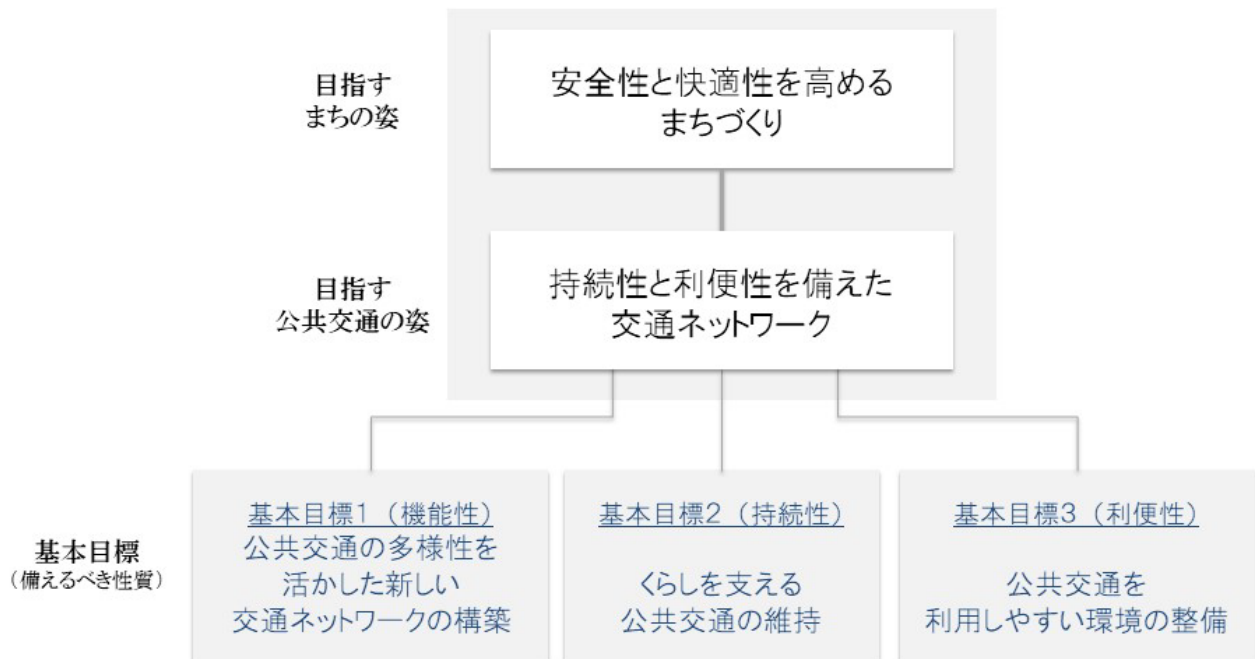 目指す
まちの姿
安全性と快適性を高める
まちづくり
目指す
公共交通の姿
持続性と利便性を備えた
交通ネットワーク
基本目標
（備えるべき性質）
基本目標1（機能性）
公共交通の多様性を
活かした新しい
交通ネットワークの構築
基本目標2（持続性）
くらしを支える
公共交通の維持
基本目標3（利便性）
公共交通を
利用しやすい環境の整備